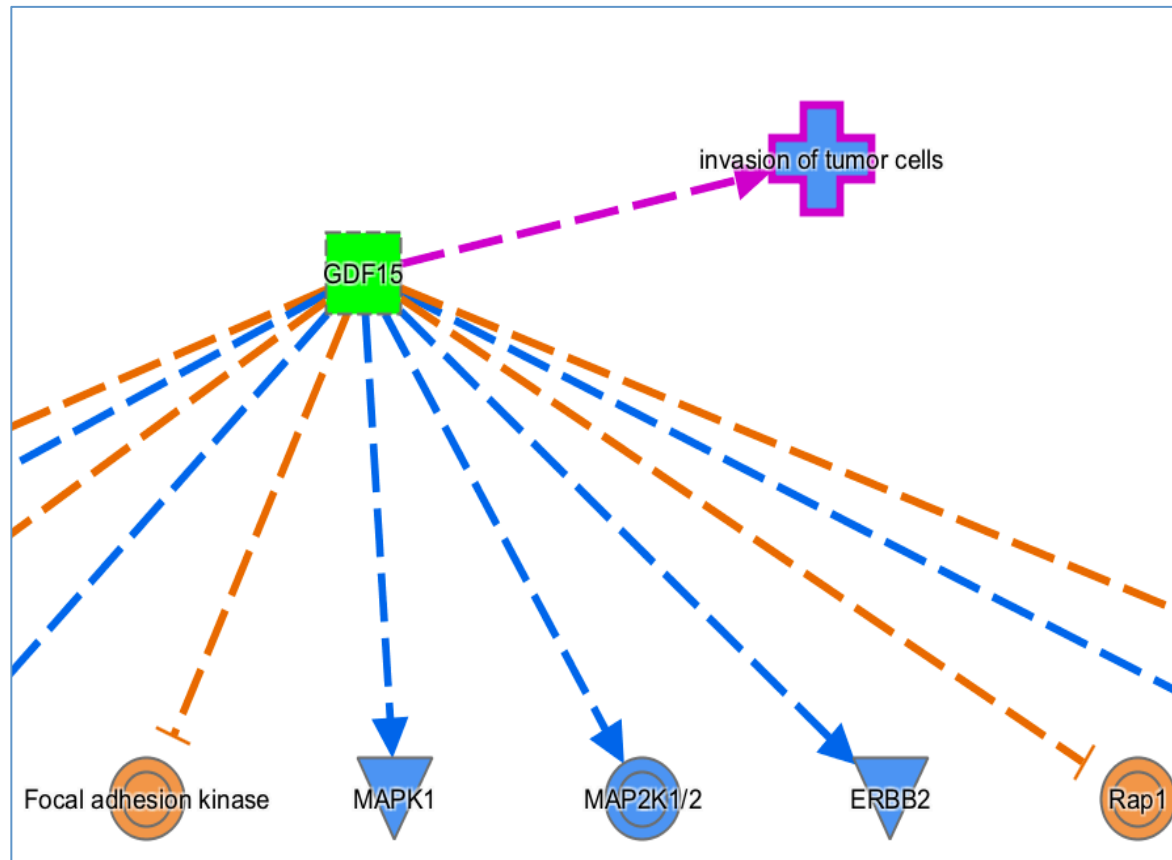 invasion of tumor cells
GDF15
Focal adhesion kinase
MAPK1
MAP2K1/2
ERBB2
Rap1